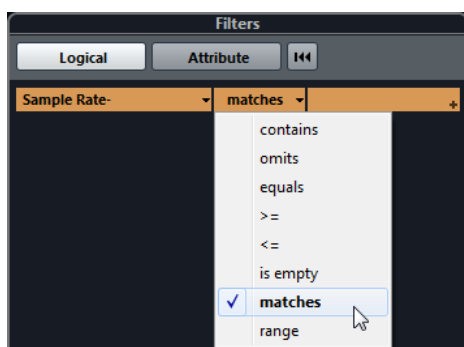 Filters
Logical Attribute
Sample Rate- matches +
contains
omits
equals
>=
<=
is empty
✓ matches
range